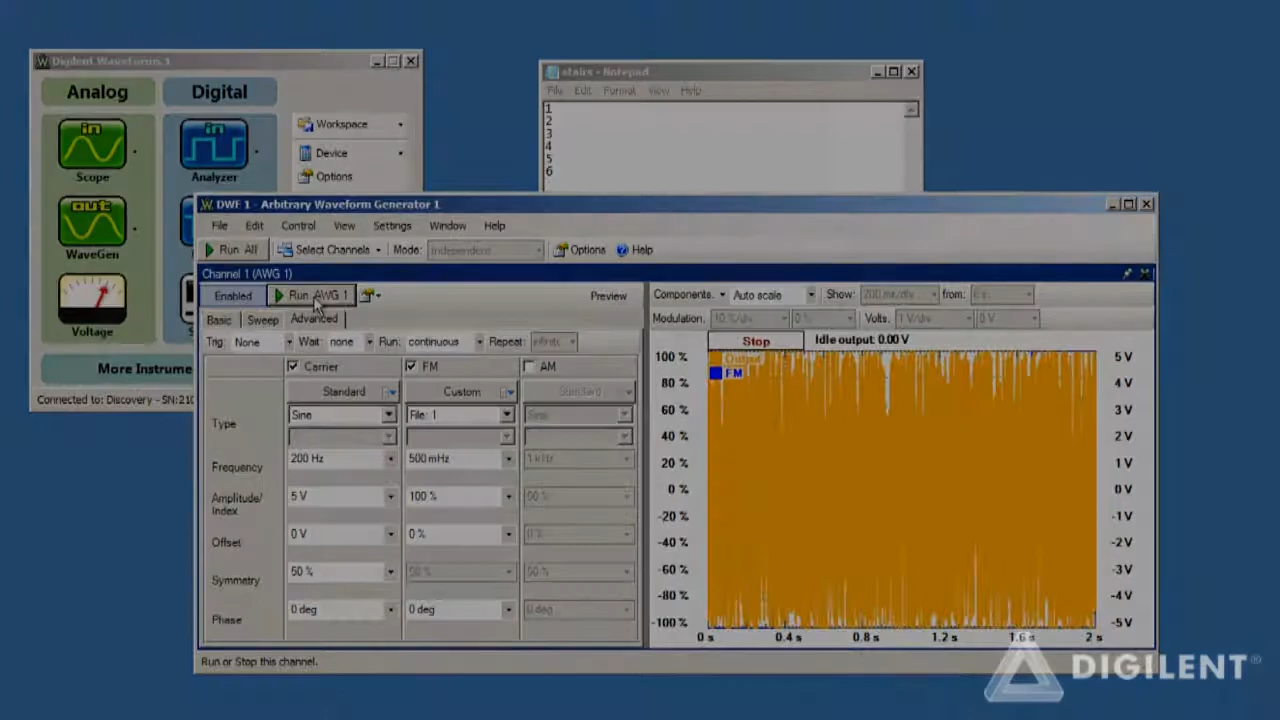 Digilent WaveForms 1
Analog
Digital
in
in
Scope
Analyzer
out
WaveGen
Voltage
Workspace
Device
Options
More Instrume
Connected to: Discovery - SN:210
stairs - Notepad
File Edit Format View Help
1
2
3
4
5
6
DWF 1 - Arbitrary Waveform Generator 1
File Edit Control View Settings Window Help
Run All Select Channels Mode: Independent Options Help
Channel 1 (AWG 1)
Enabled Run AWG 1 Preview
Basic Sweep Advanced
Trig: None Wait: none Run: continuous Repeat: infinite
Carrier FM AM
Standard Custom Standard
Type Sine File: 1 Sine
Frequency 200 Hz 500 mHz 1 kHz
Amplitude/
Index 5 V 100 % 50 %
Offset 0 V 0 % 0 %
Symmetry 50 % 50 % 50 %
Phase 0 deg 0 deg 0 deg
Components. Auto scale Show: 200 ms/div from: 0 s
Modulation: 10 %/div 0 % Volts: 1 V/div 0 V
Stop Idle output: 0.00 V
Output
FM
100 % 5 V
80 % 4 V
60 % 3 V
40 % 2 V
20 % 1 V
0 % 0 V
-20 % -1 V
-40 % -2 V
-60 % -3 V
-80 % -4 V
-100 % -5 V
0 s 0.4 s 0.8 s 1.2 s 1.6 s 2 s
Run or Stop this channel.
DIGILENT®